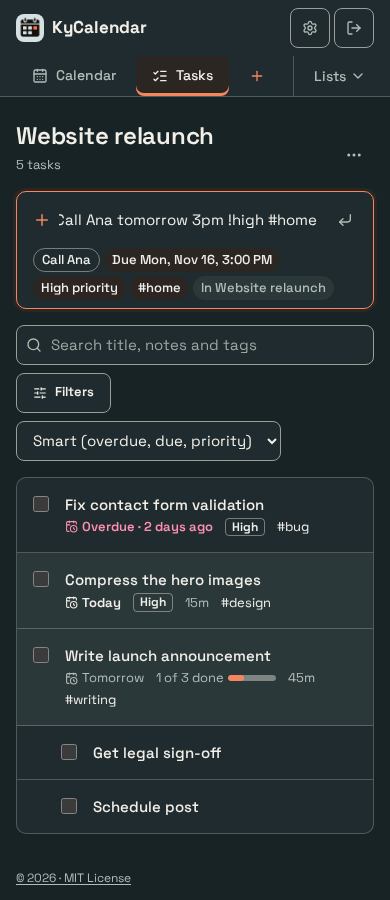 KyCalendar
Calendar Tasks + Lists
Website relaunch
5 tasks
Call Ana tomorrow 3pm !high #home
Call Ana Due Mon, Nov 16, 3:00 PM
High priority #home In Website relaunch
Search title, notes and tags
Filters
Smart (overdue, due, priority)
Fix contact form validation
Overdue · 2 days ago High #bug
Compress the hero images
Today High 15m #design
Write launch announcement
Tomorrow 1 of 3 done 45m
#writing
Get legal sign-off
Schedule post
© 2026 · MIT License